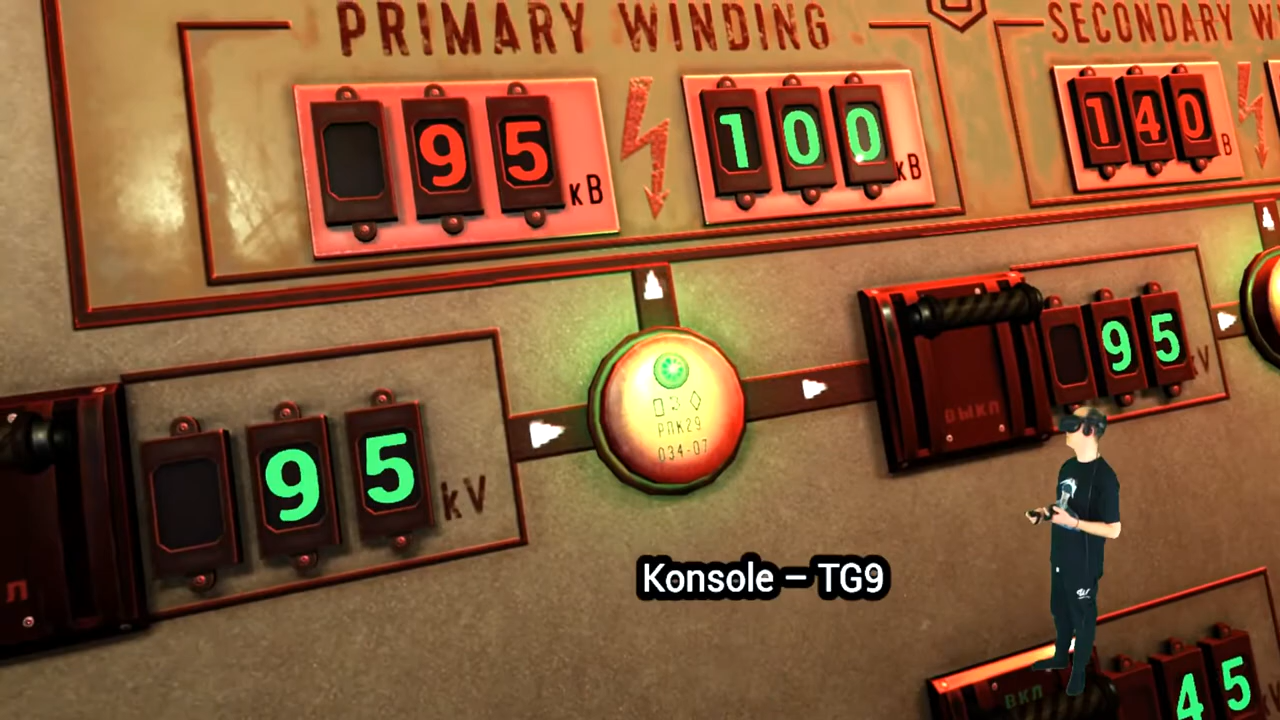 PRIMARY WINDING
SECONDARY WI
95 кВ
100 кВ
140 В
95 kV
РПК29
034-07
95 kV
ВЫКЛ
Л
Konsole – TG9
ВКЛ
45